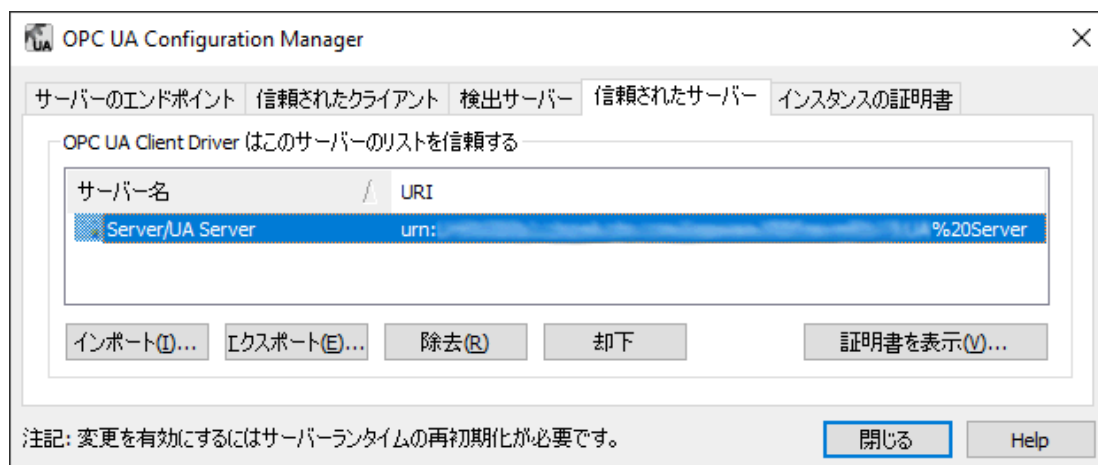 UA OPC UA Configuration Manager
サーバーのエンドポイント 信頼されたクライアント 検出サーバー 信頼されたサーバー インスタンスの証明書
OPC UA Client Driver はこのサーバーのリストを信頼する
サーバー名 URI
Server/UA Server urn: %20Server
インポート(I)... エクスポート(E)... 除去(R) 却下 証明書を表示(V)...
注記: 変更を有効にするにはサーバーランタイムの再初期化が必要です。 閉じる Help